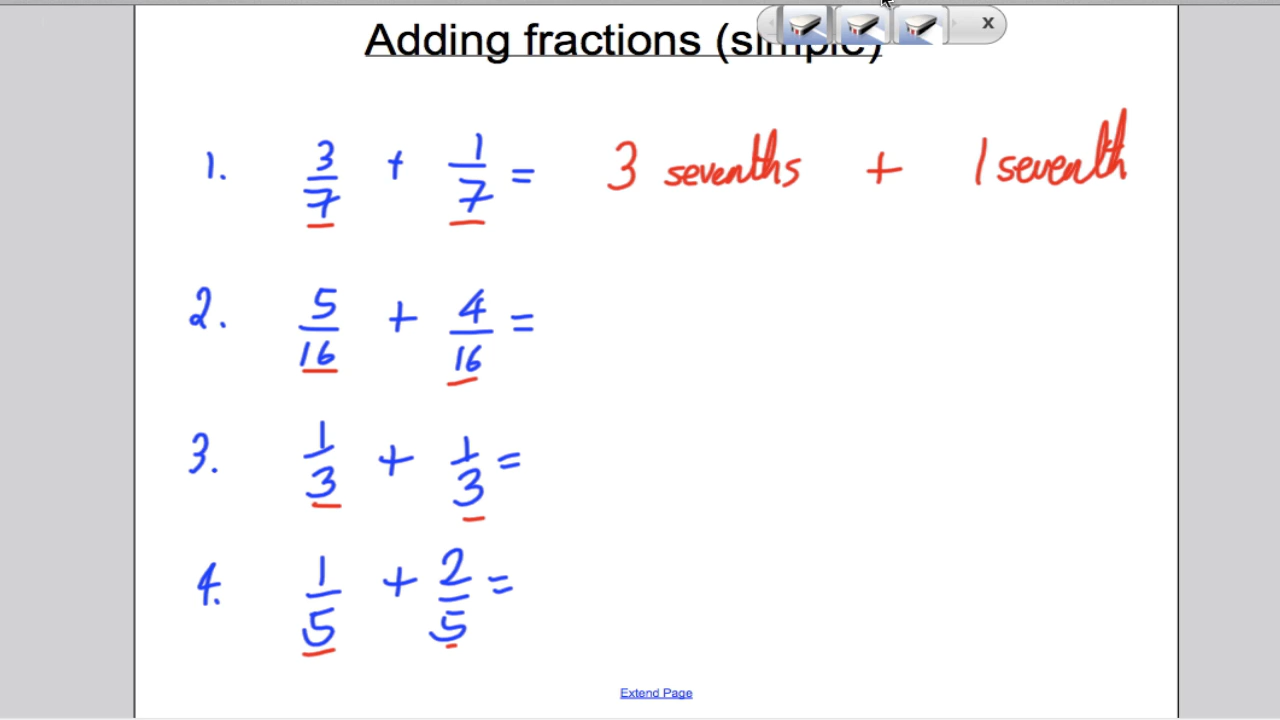 Adding fractions (simple)
x
1. 3/7 + 1/7 = 3 sevenths + 1 seventh
2. 5/16 + 4/16 =
3. 1/3 + 1/3 =
4. 1/5 + 2/5 =
Extend Page